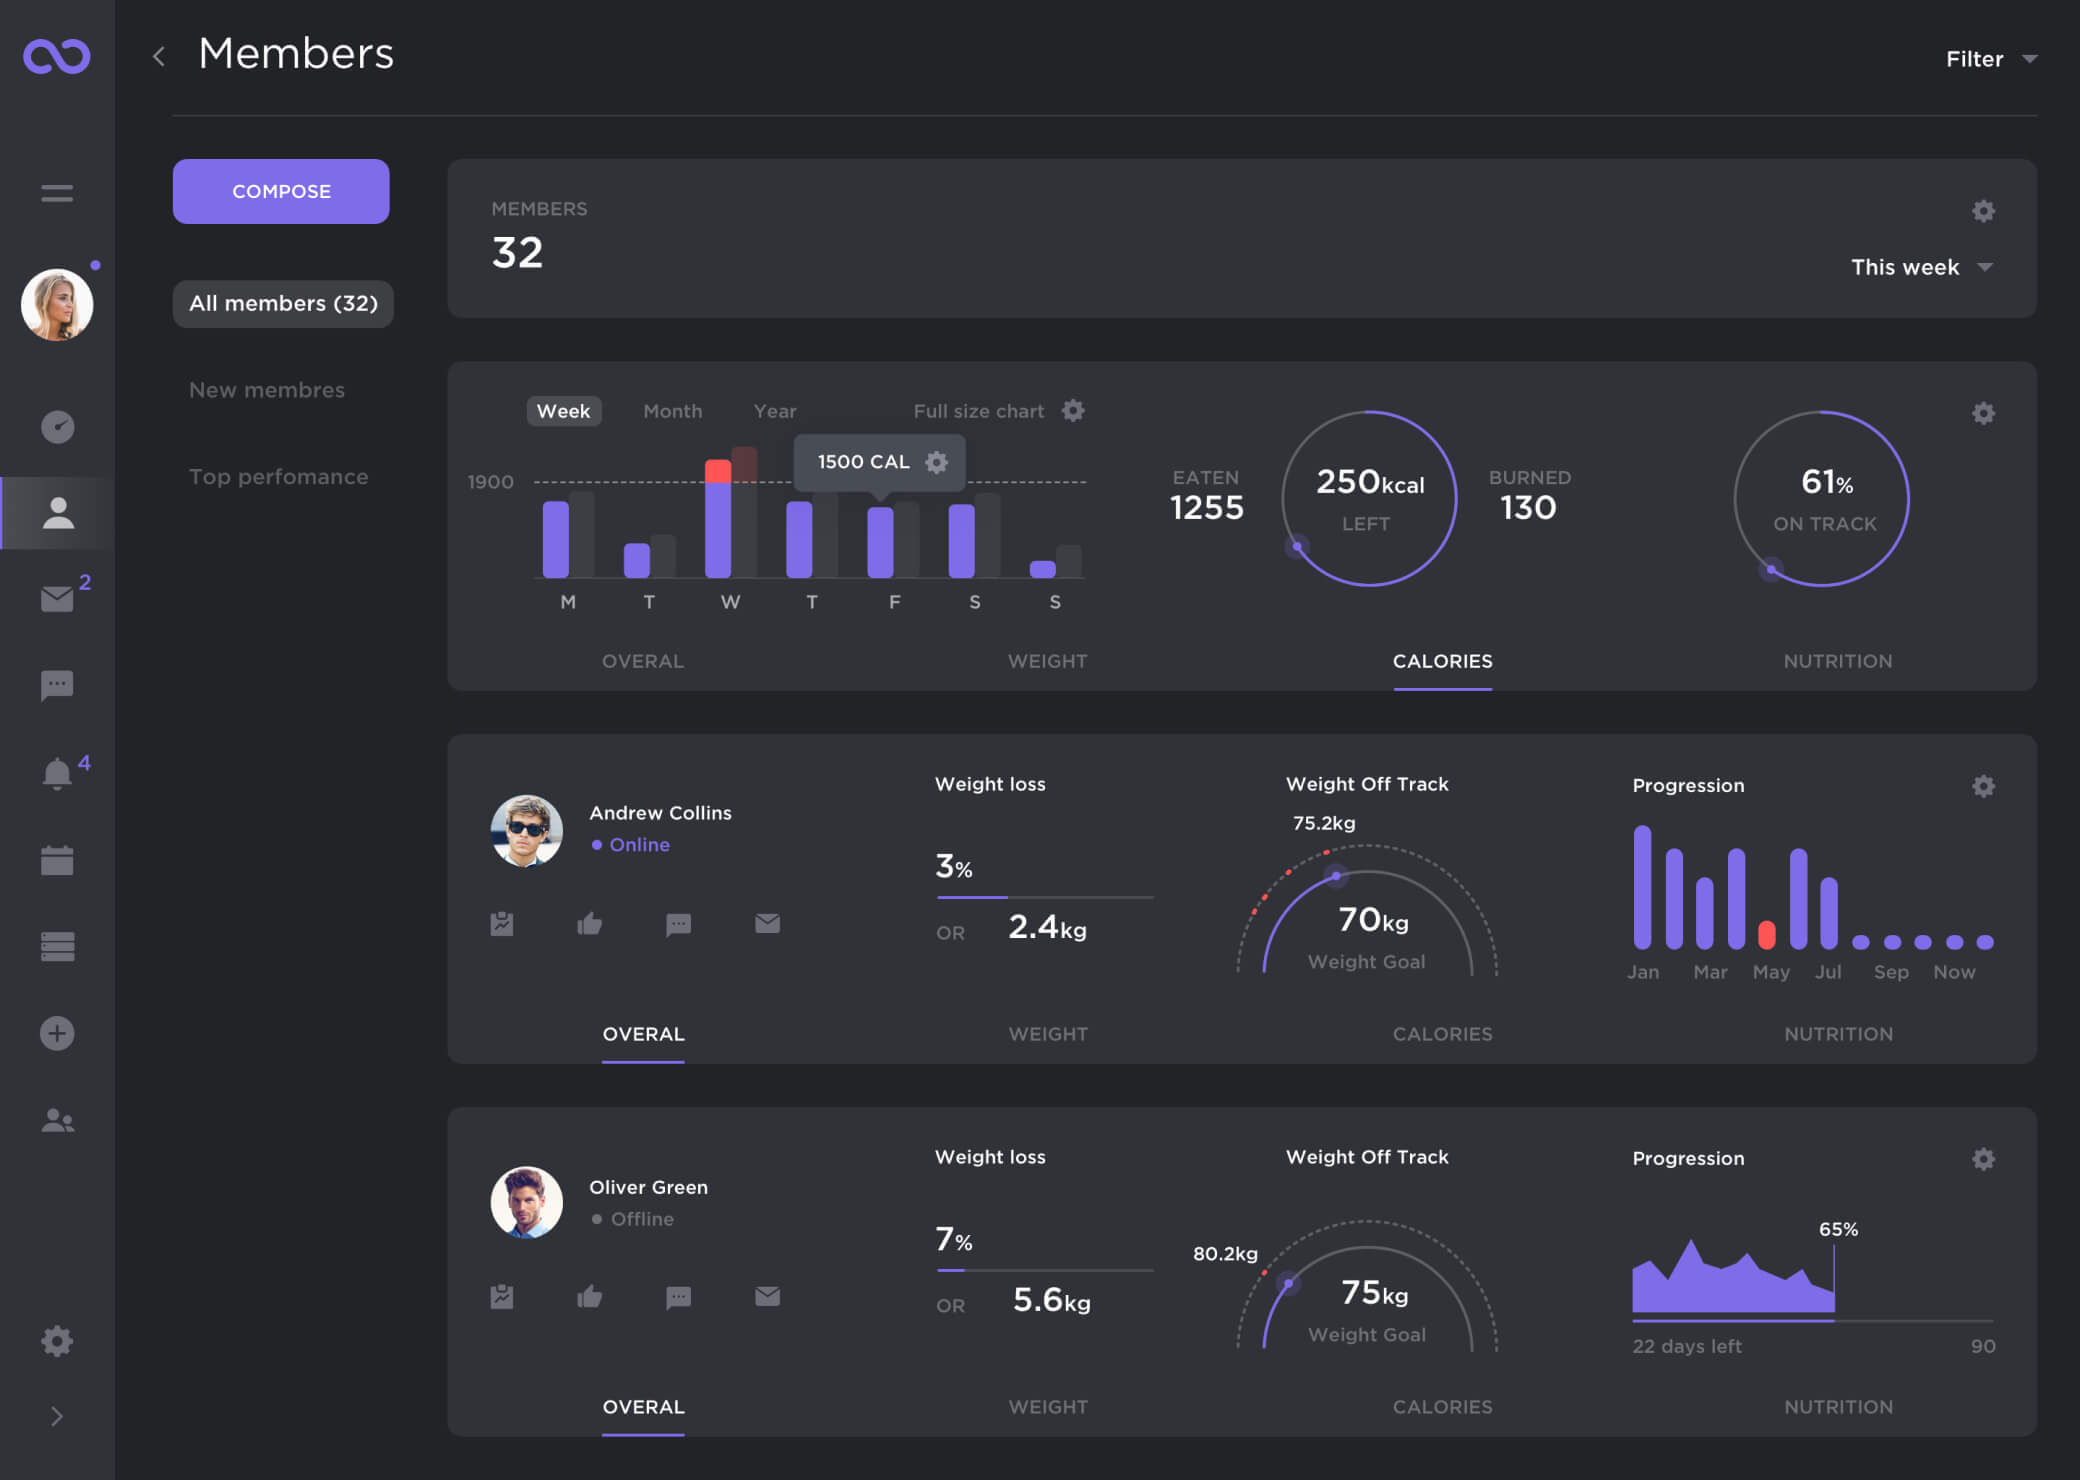 Members
Filter
COMPOSE
All members (32)
New membres
Top perfomance
2
4
MEMBERS
32
This week
Week Month Year Full size chart
1900
1500 CAL
M T W T F S S
EATEN
1255
250kcal
LEFT
BURNED
130
61%
ON TRACK
OVERAL WEIGHT CALORIES NUTRITION
Andrew Collins
Online
Weight loss
3%
OR 2.4kg
Weight Off Track
75.2kg
70kg
Weight Goal
Progression
Jan Mar May Jul Sep Now
OVERAL WEIGHT CALORIES NUTRITION
Oliver Green
Offline
Weight loss
7%
OR 5.6kg
Weight Off Track
80.2kg
75kg
Weight Goal
Progression
65%
22 days left 90
OVERAL WEIGHT CALORIES NUTRITION